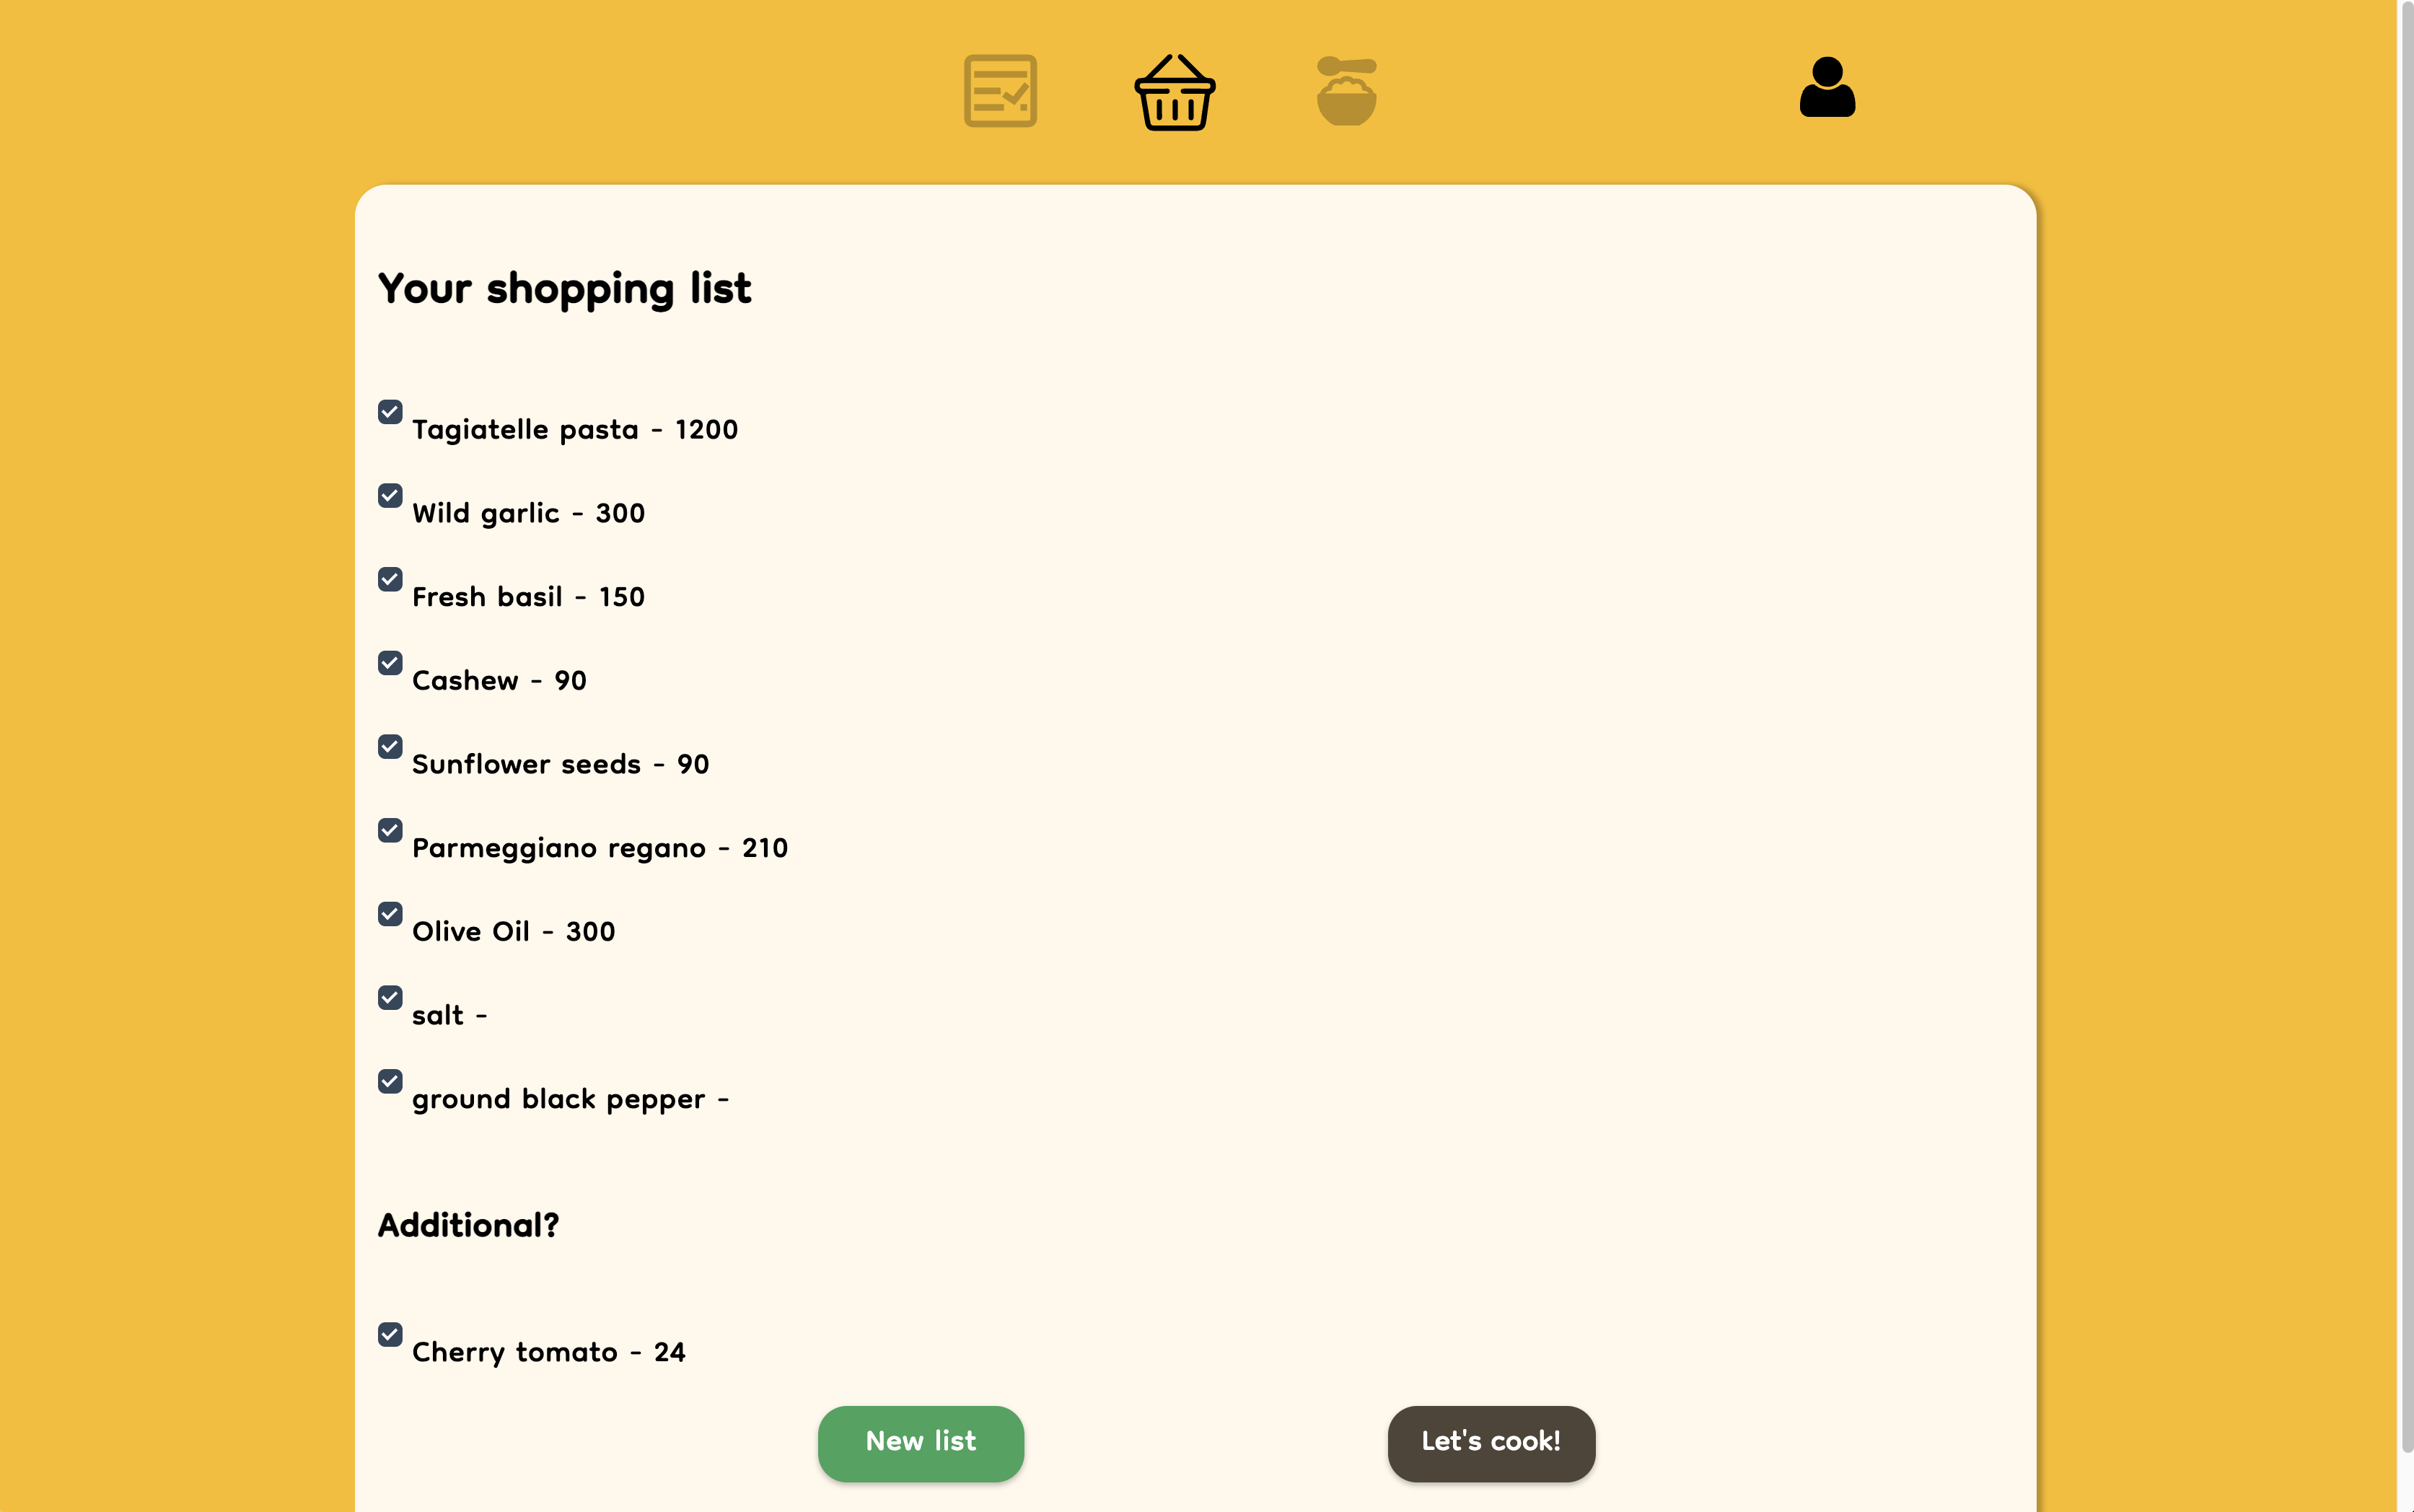 Your shopping list
Tagiatelle pasta - 1200
Wild garlic - 300
Fresh basil - 150
Cashew - 90
Sunflower seeds - 90
Parmeggiano regano - 210
Olive Oil - 300
salt -
ground black pepper -
Additional?
Cherry tomato - 24
New list
Let's cook!